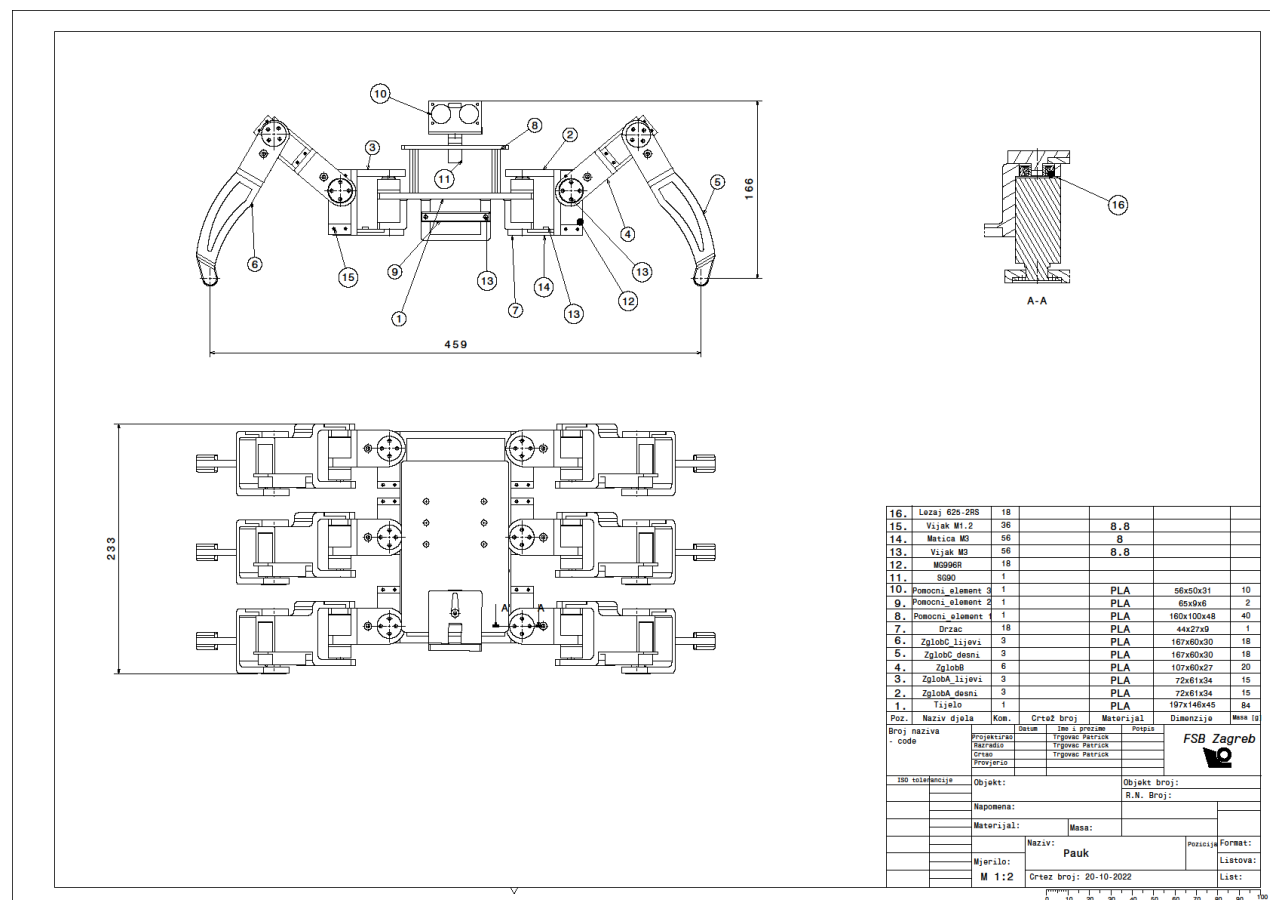 10
8
2
3
11
5
166
16
4
6
15
9
13
13
14
12
7
13
1
A-A
459
233
A
A
16. Lezaj 625-2RS 18
15. Vijak M1.2 36 8.8
14. Matica M3 56 8
13. Vijak M3 56 8.8
12. MG996R 18
11. SG90 1
10. Pomocni_element 3 1 PLA 56x50x31 10
9. Pomocni_element 2 1 PLA 65x9x6 2
8. Pomocni_element 1 1 PLA 160x100x48 40
7. Drzac 18 PLA 44x27x9 1
6. ZglobC_lijevi 3 PLA 167x60x30 18
5. ZglobC_desni 3 PLA 167x60x30 18
4. ZglobB 6 PLA 107x60x27 20
3. ZglobA_lijevi 3 PLA 72x61x34 15
2. ZglobA_desni 3 PLA 72x61x34 15
1. Tijelo 1 PLA 197x146x45 84
Poz. Naziv djela Kom. Crtež broj Materijal Dimenzije Masa [g]
Broj naziva - code
Datum Ime i prezime Potpis
Projektirao Trgovac Patrick
Razradio Trgovac Patrick
Crtao Trgovac Patrick
Provjerio
FSB Zagreb
ISO tolerancije
Objekt: Objekt broj:
R.N. Broj:
Napomena:
Materijal: Masa:
Naziv: Pozicija Format:
Pauk
Listova:
Mjerilo:
M 1:2 Crtez broj: 20-10-2022 List:
0 10 20 30 40 50 60 70 80 90 100